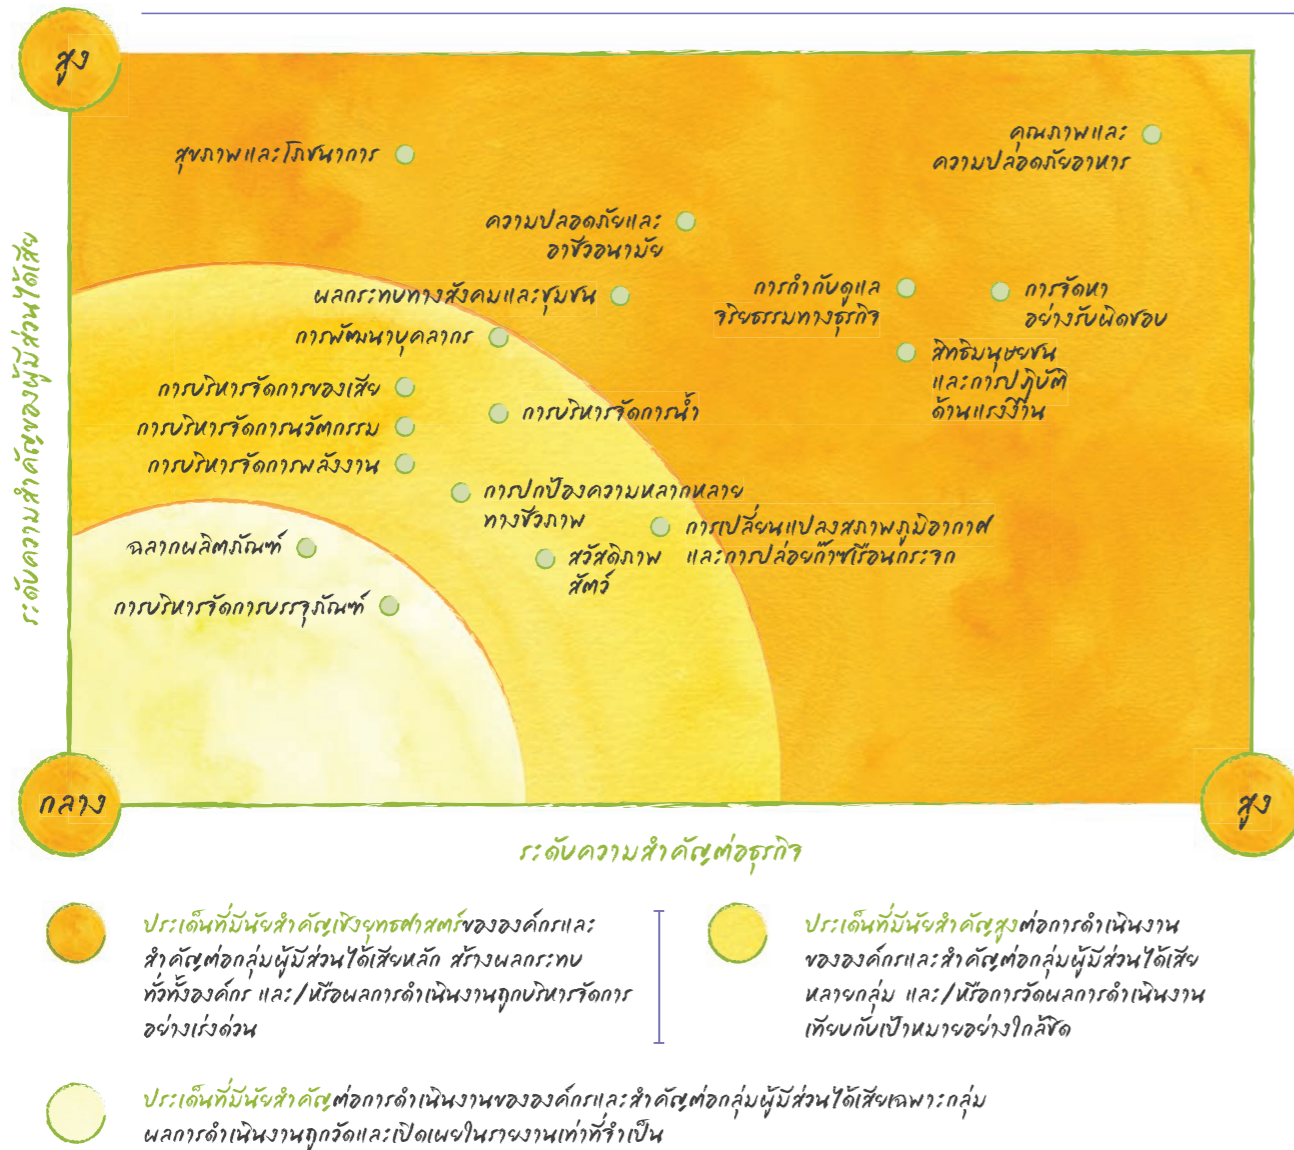 สูง
สุขภาพและโภชนาการ
คุณภาพและ
ความปลอดภัยอาหาร
ความปลอดภัยและ
อาชีวอนามัย
ผลกระทบทางสังคมและชุมชน
การกำกับดูแล
จริยธรรมทางธุรกิจ
การจัดหา
อย่างรับผิดชอบ
การพัฒนาบุคลากร
สิทธิมนุษยชน
และการปฏิบัติ
ด้านแรงงาน
การบริหารจัดการของเสีย
การบริหารจัดการน้ำ
การบริหารจัดการนวัตกรรม
การบริหารจัดการพลังงาน
การปกป้องความหลากหลาย
ทางชีวภาพ
การเปลี่ยนแปลงสภาพภูมิอากาศ
และการปล่อยก๊าซเรือนกระจก
ฉลากผลิตภัณฑ์
สวัสดิภาพ
สัตว์
การบริหารจัดการบรรจุภัณฑ์
ระดับความสำคัญของผู้มีส่วนได้เสีย
กลาง
สูง
ระดับความสำคัญต่อธุรกิจ
ประเด็นที่มีนัยสำคัญเชิงยุทธศาสตร์ขององค์กรและ
สำคัญต่อกลุ่มผู้มีส่วนได้เสียหลัก สร้างผลกระทบ
ทั่วทั้งองค์กร และ/หรือผลการดำเนินงานถูกบริหารจัดการ
อย่างเร่งด่วน
ประเด็นที่มีนัยสำคัญสูงต่อการดำเนินงาน
ขององค์กรและสำคัญต่อกลุ่มผู้มีส่วนได้เสีย
หลายกลุ่ม และ/หรือการวัดผลการดำเนินงาน
เทียบกับเป้าหมายอย่างใกล้ชิด
ประเด็นที่มีนัยสำคัญต่อการดำเนินงานขององค์กรและสำคัญต่อกลุ่มผู้มีส่วนได้เสียเฉพาะกลุ่ม
ผลการดำเนินงานถูกวัดและเปิดเผยในรายงานเท่าที่จำเป็น